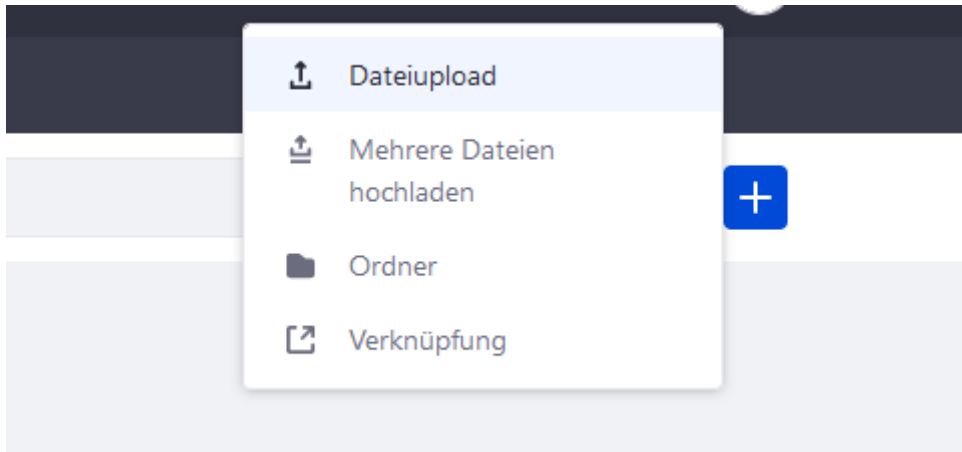 Dateiupload
Mehrere Dateien
hochladen
Ordner
Verknüpfung